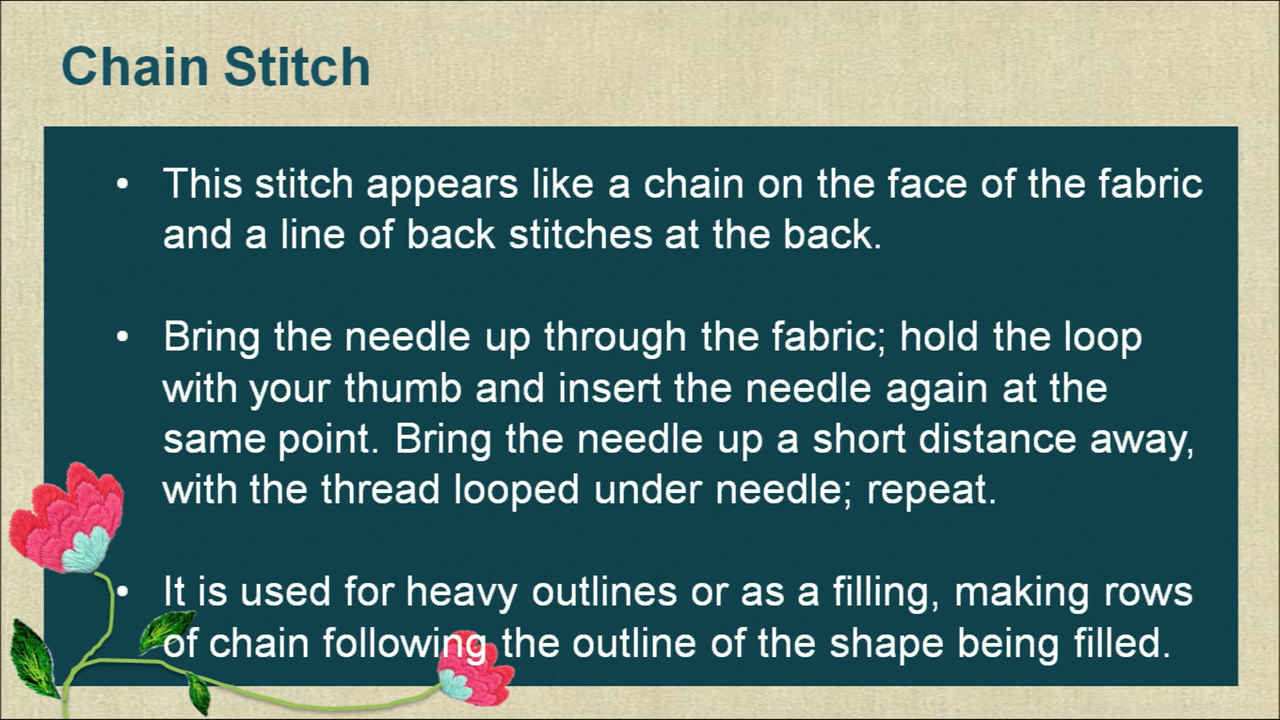 Chain Stitch
• This stitch appears like a chain on the face of the fabric
and a line of back stitches at the back.
• Bring the needle up through the fabric; hold the loop
with your thumb and insert the needle again at the
same point. Bring the needle up a short distance away,
with the thread looped under needle; repeat.
• It is used for heavy outlines or as a filling, making rows
of chain following the outline of the shape being filled.